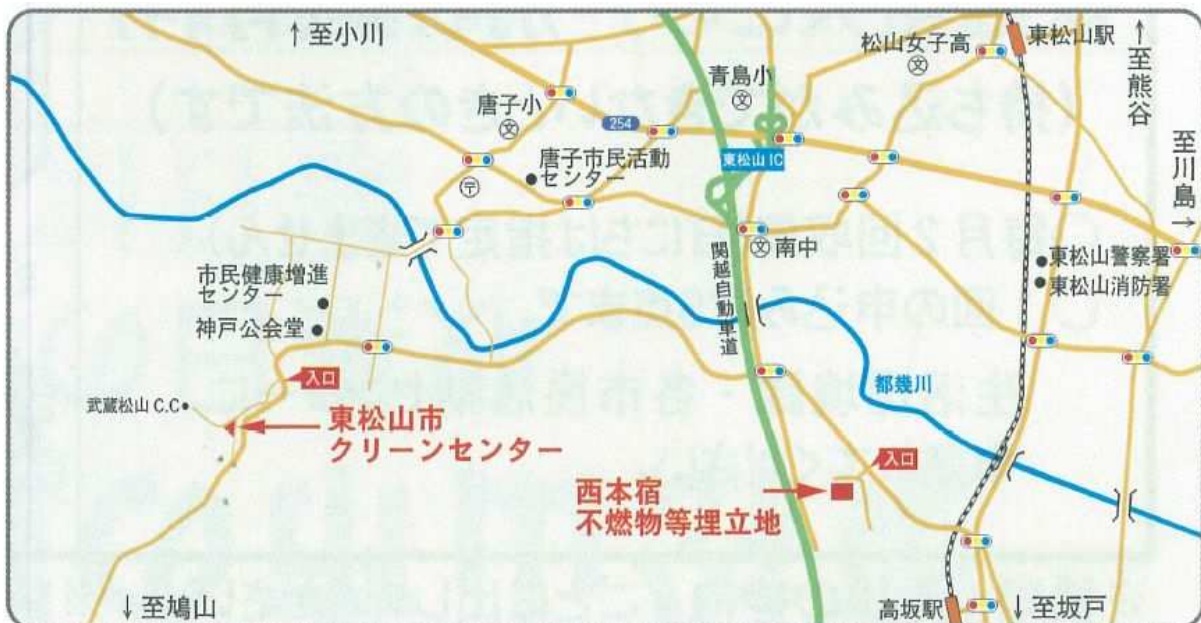 ↑至小川
松山女子高
文
東松山駅
↑至熊谷
青鳥小
文
唐子小
文
254
唐子市民活動
センター
〒
東松山 IC
至川島→
文南中
関越自動車道
東松山警察署
東松山消防署
市民健康増進
センター
神戸公会堂
都幾川
入口
武蔵松山 C.C
東松山市
クリーンセンター
入口
西本宿
不燃物等埋立地
↓至鳩山
高坂駅
↓至坂戸